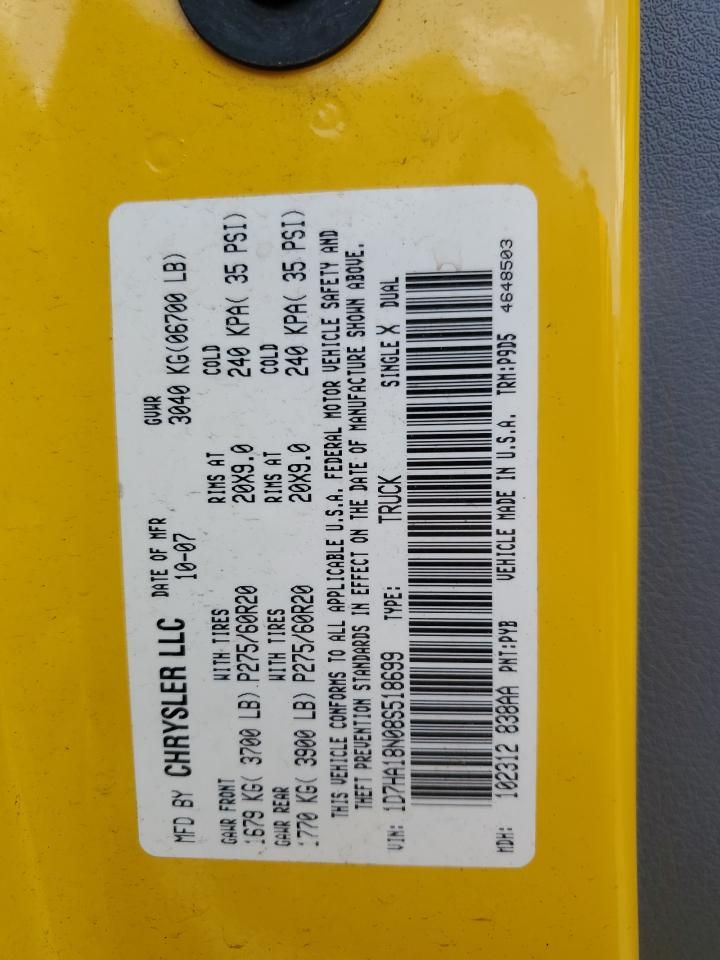 MFD BY CHRYSLER LLC DATE OF MFR 10-07 GVWR 3040 KG(06700 LB)
GAWR FRONT WITH TIRES RIMS AT COLD
1679 KG( 3700 LB) P275/60R20 20X9.0 240 KPA( 35 PSI)
GAWR REAR WITH TIRES RIMS AT COLD
1770 KG( 3900 LB) P275/60R20 20X9.0 240 KPA( 35 PSI)
THIS VEHICLE CONFORMS TO ALL APPLICABLE U.S.A. FEDERAL MOTOR VEHICLE SAFETY AND
THEFT PREVENTION STANDARDS IN EFFECT ON THE DATE OF MANUFACTURE SHOWN ABOVE.
VIN: 1D7HA18N08S518699 TYPE: TRUCK SINGLE X DUAL
MDH: 102312 838AA PNT:PYB VEHICLE MADE IN U.S.A. TRM:P9D5 4648503